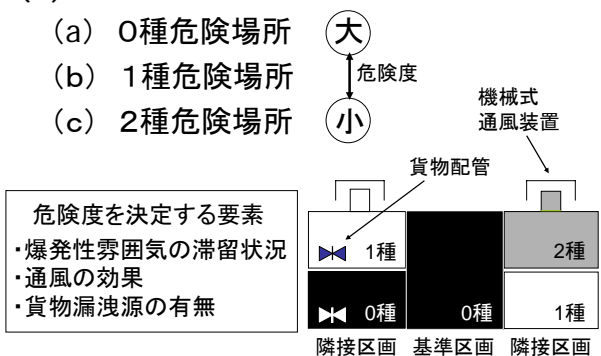 (a) 0種危険場所
(b) 1種危険場所
(c) 2種危険場所
大
危険度
小
機械式
通風装置
貨物配管
危険度を決定する要素
・爆発性雰囲気の滞留状況
・通風の効果
・貨物漏洩源の有無
1種
2種
0種
0種
1種
隣接区画
基準区画
隣接区画